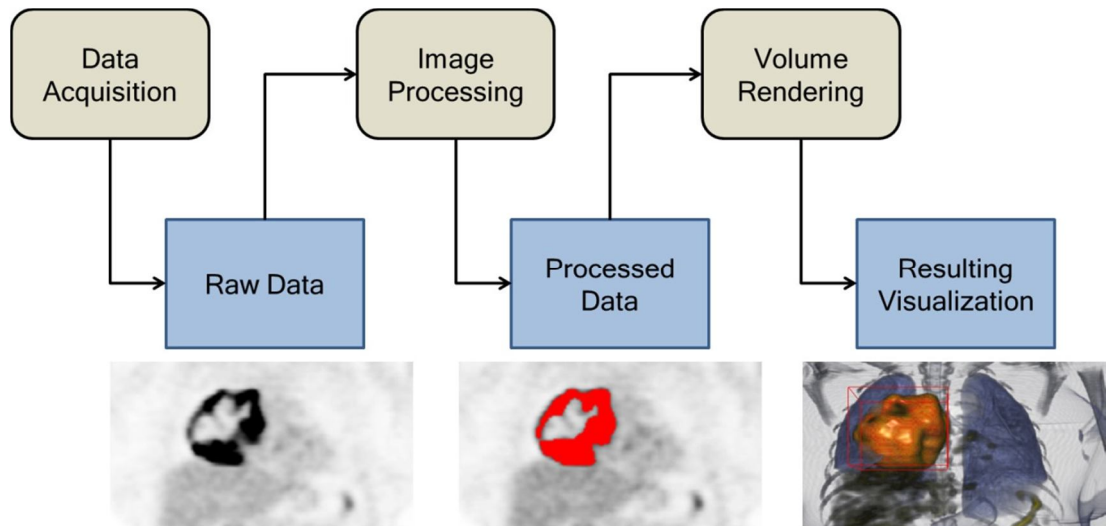 Data
Acquisition
Image
Processing
Volume
Rendering
Raw Data
Processed
Data
Resulting
Visualization